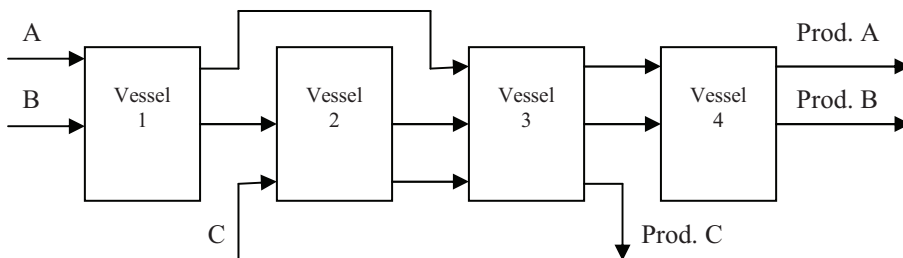 A
B
Vessel
1
Vessel
2
Vessel
3
Vessel
4
Prod. A
Prod. B
C
Prod. C